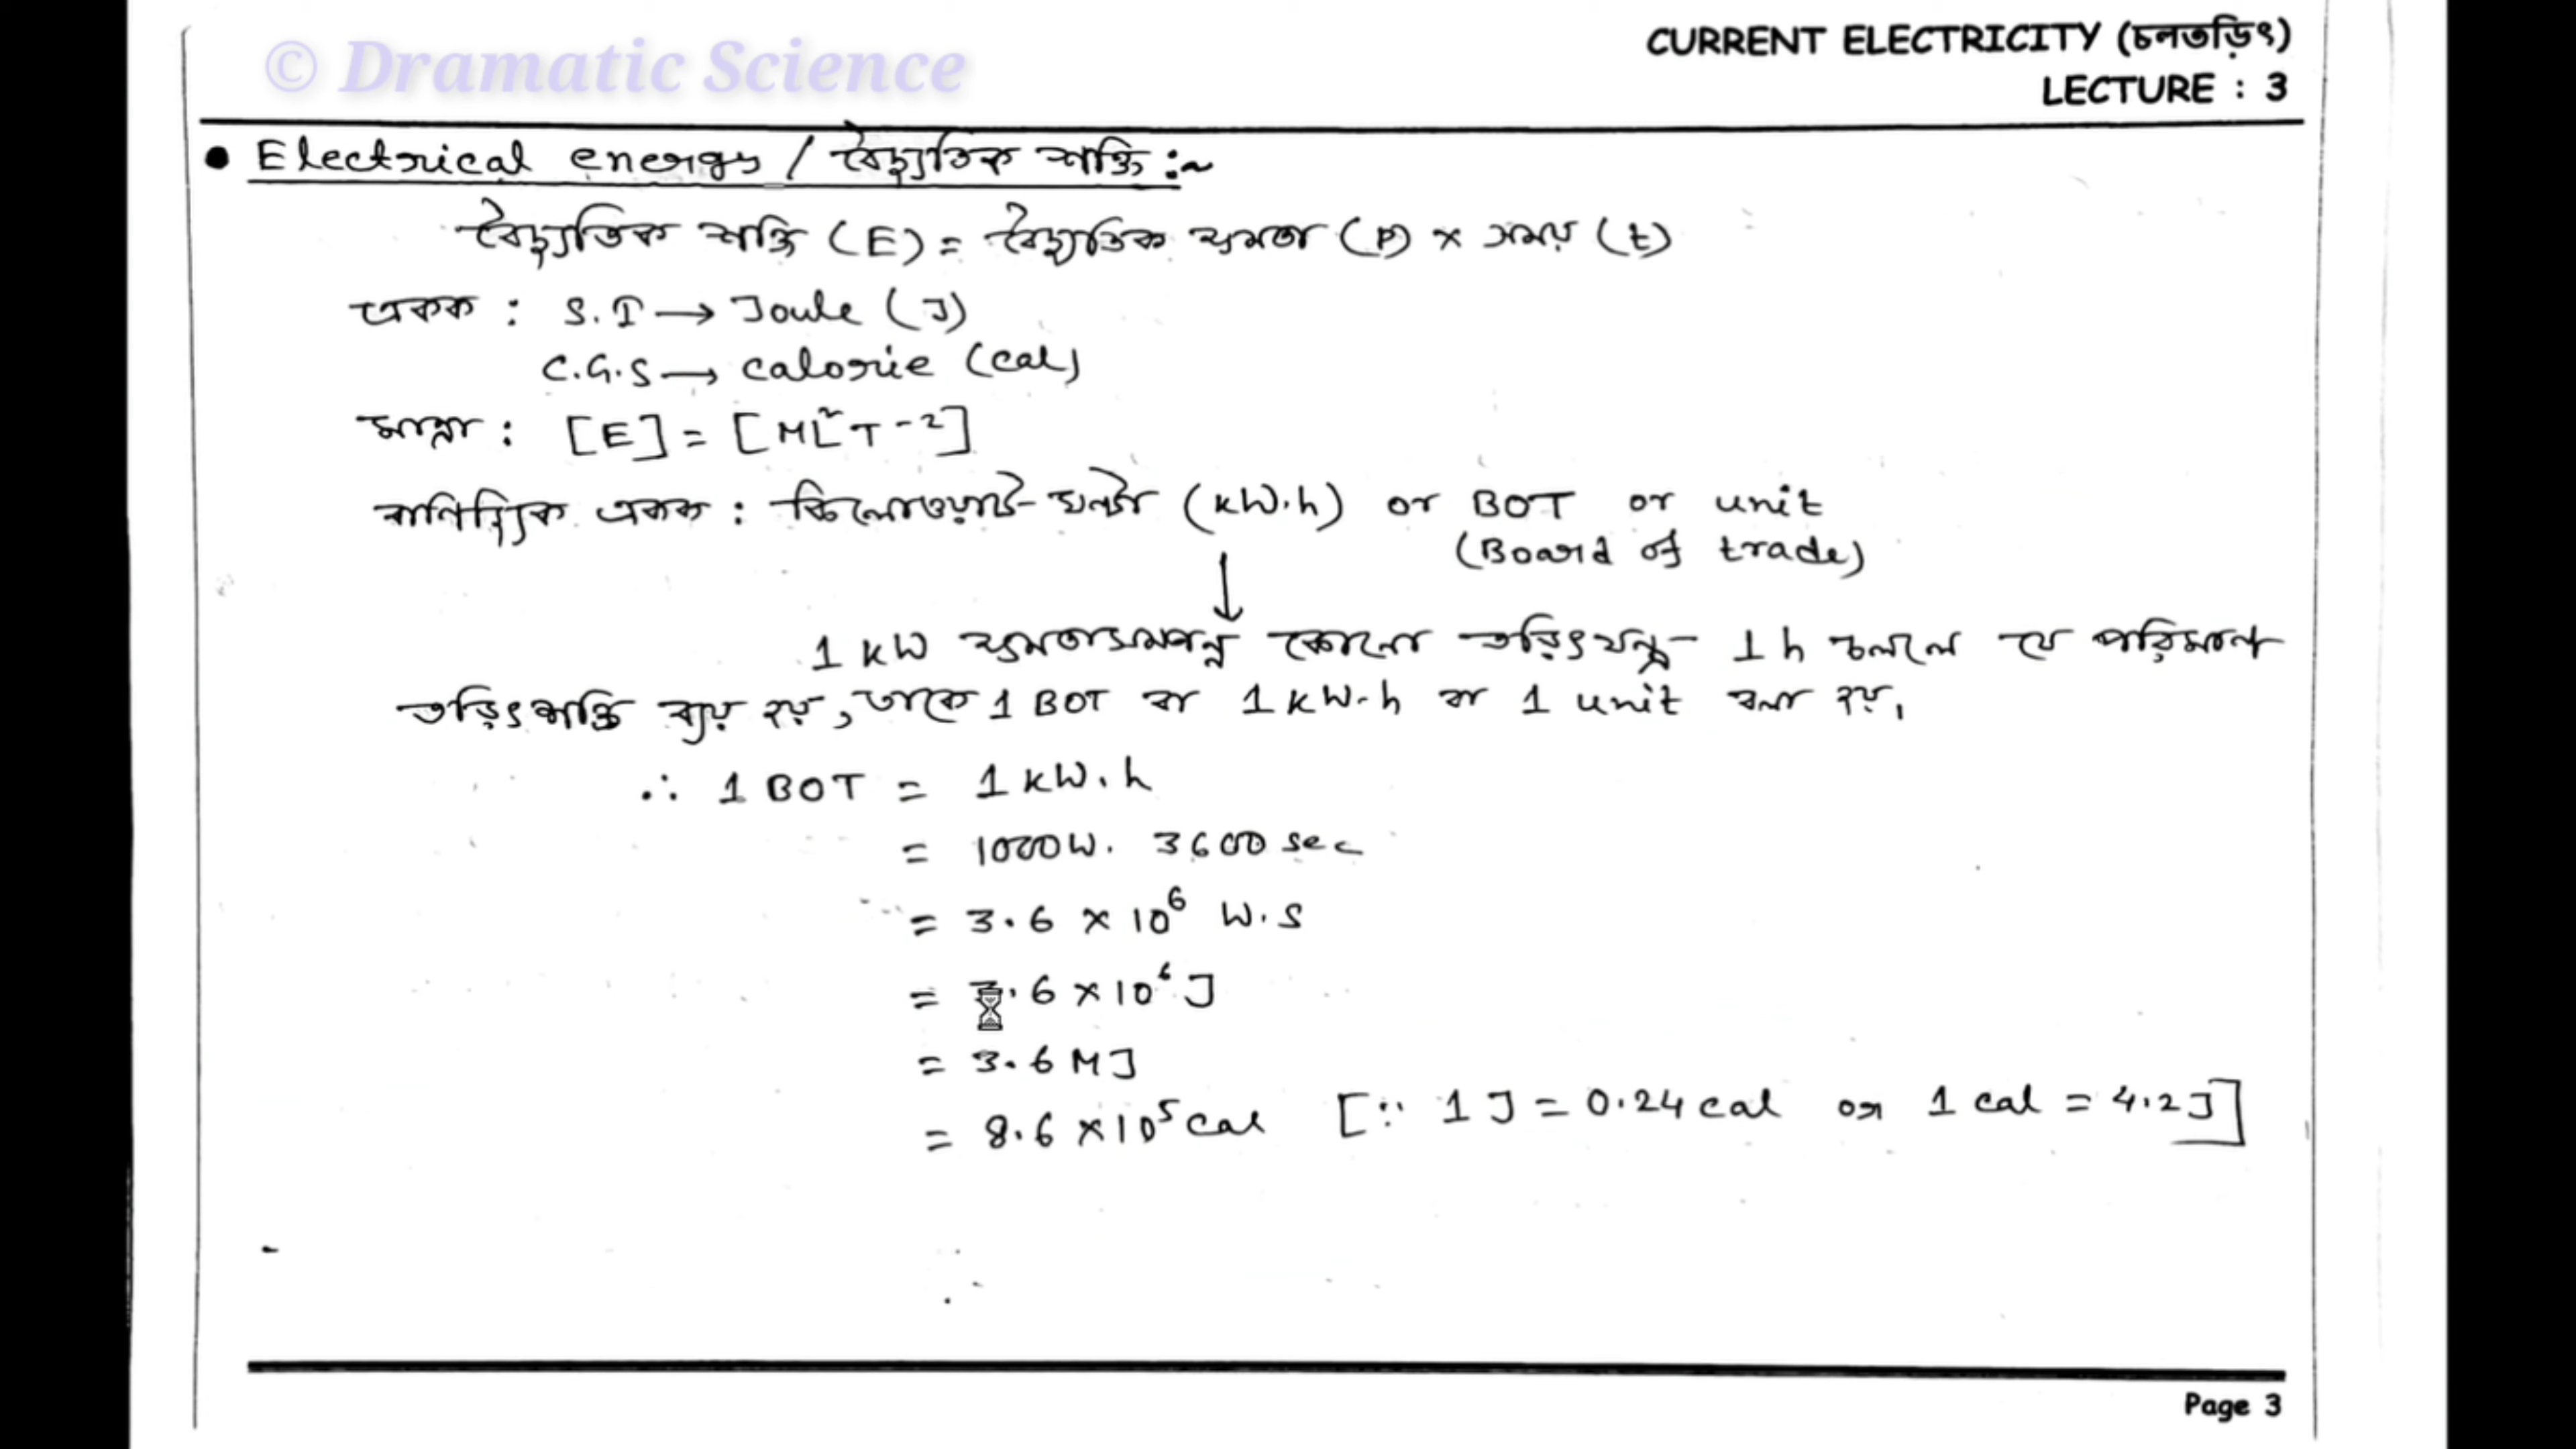 © Dramatic Science
CURRENT ELECTRICITY (চলতড়িৎ)
LECTURE : 3
• Electrical energy / বৈদ্যুতিক শক্তি :~
বৈদ্যুতিক শক্তি (E) = বৈদ্যুতিক ক্ষমতা (P) × সময় (t)
একক : S.I → Joule (J)
C.G.S → calorie (cal)
মাত্রা : [E] = [ML²T⁻²]
বাণিজ্যিক একক : কিলোওয়াট-ঘন্টা (kW.h) or BOT or unit
(Board of trade)
↓
1 kW ক্ষমতাসম্পন্ন কোনো তড়িৎযন্ত্র 1 h চললে যে পরিমাণ
তড়িৎশক্তি ব্যয় হয়, তাকে 1 BOT বা 1 kW-h বা 1 unit বলা হয়।
∴ 1 BOT = 1 kW.h
= 1000W. 3600 sec
= 3.6 × 10⁶ W.S
= 3.6 × 10⁶ J
= 3.6 MJ
= 8.6 × 10⁵ cal [∵ 1 J = 0.24 cal or 1 cal = 4.2 J]
Page 3